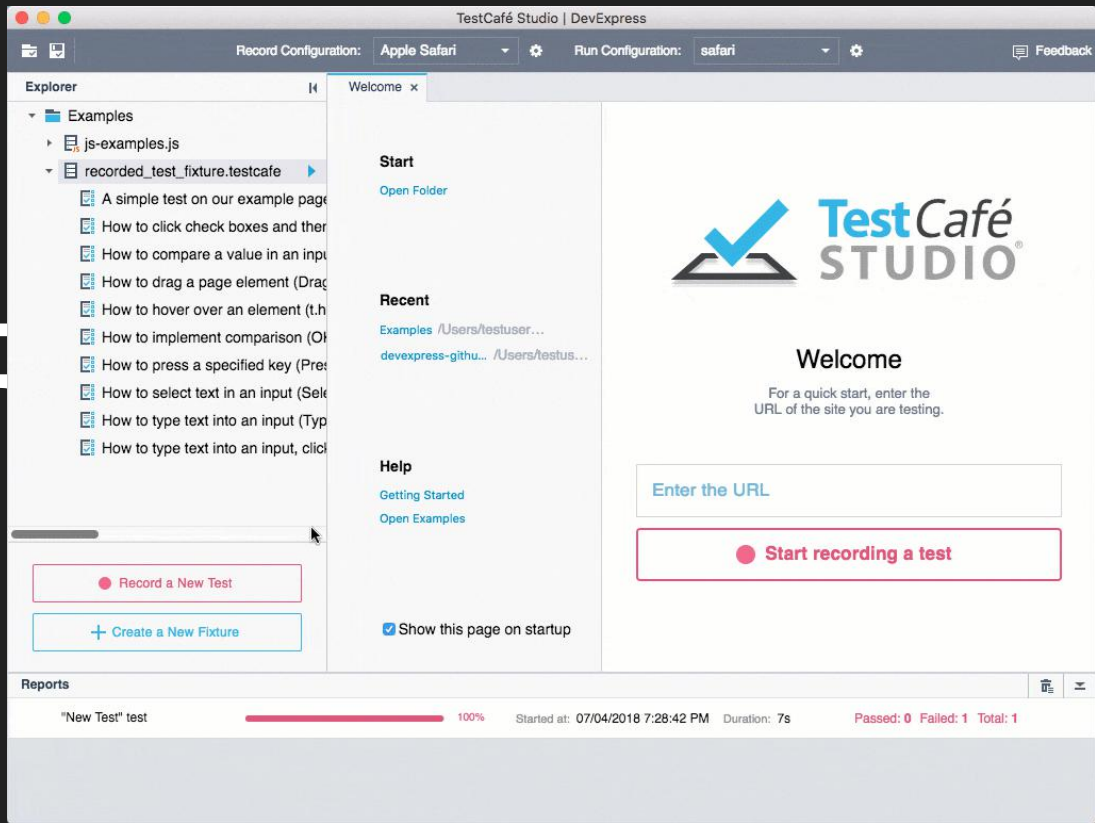 TestCafé Studio | DevExpress
Record Configuration: Apple Safari Run Configuration: safari Feedback
Explorer
Welcome
Examples
js-examples.js
recorded_test_fixture.testcafe
A simple test on our example page
How to click check boxes and then
How to compare a value in an inpu
How to drag a page element (Drag
How to hover over an element (t.h
How to implement comparison (OK
How to press a specified key (Pres
How to select text in an input (Sele
How to type text into an input (Typ
How to type text into an input, click
Record a New Test
Create a New Fixture
Start
Open Folder
Recent
Examples /Users/testuser...
devexpress-githu... /Users/testus...
Help
Getting Started
Open Examples
Show this page on startup
TestCafé
STUDIO®
Welcome
For a quick start, enter the
URL of the site you are testing.
Enter the URL
Start recording a test
Reports
"New Test" test 100% Started at: 07/04/2018 7:28:42 PM Duration: 7s Passed: 0 Failed: 1 Total: 1